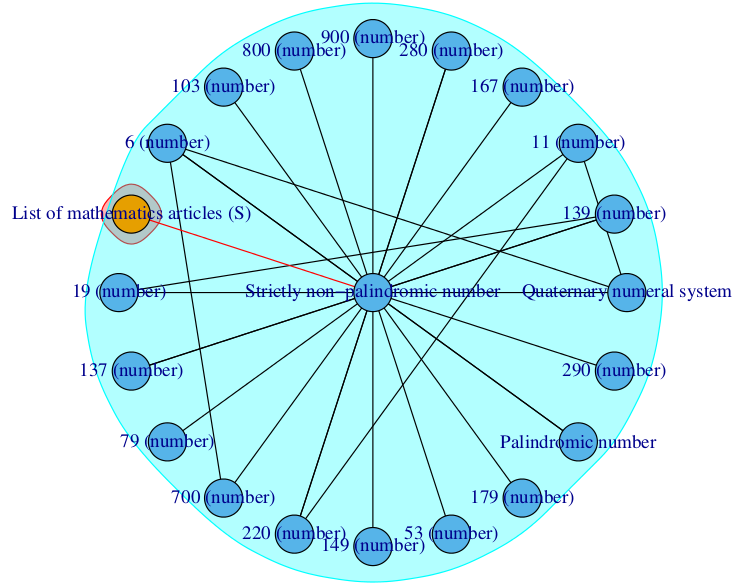 900 (number)
800 (number)
280 (number)
103 (number)
167 (number)
6 (number)
11 (number)
List of mathematics articles (S)
139 (number)
19 (number)
Strictly non-palindromic number
Quaternary numeral system
137 (number)
290 (number)
79 (number)
Palindromic number
700 (number)
179 (number)
220 (number)
53 (number)
149 (number)